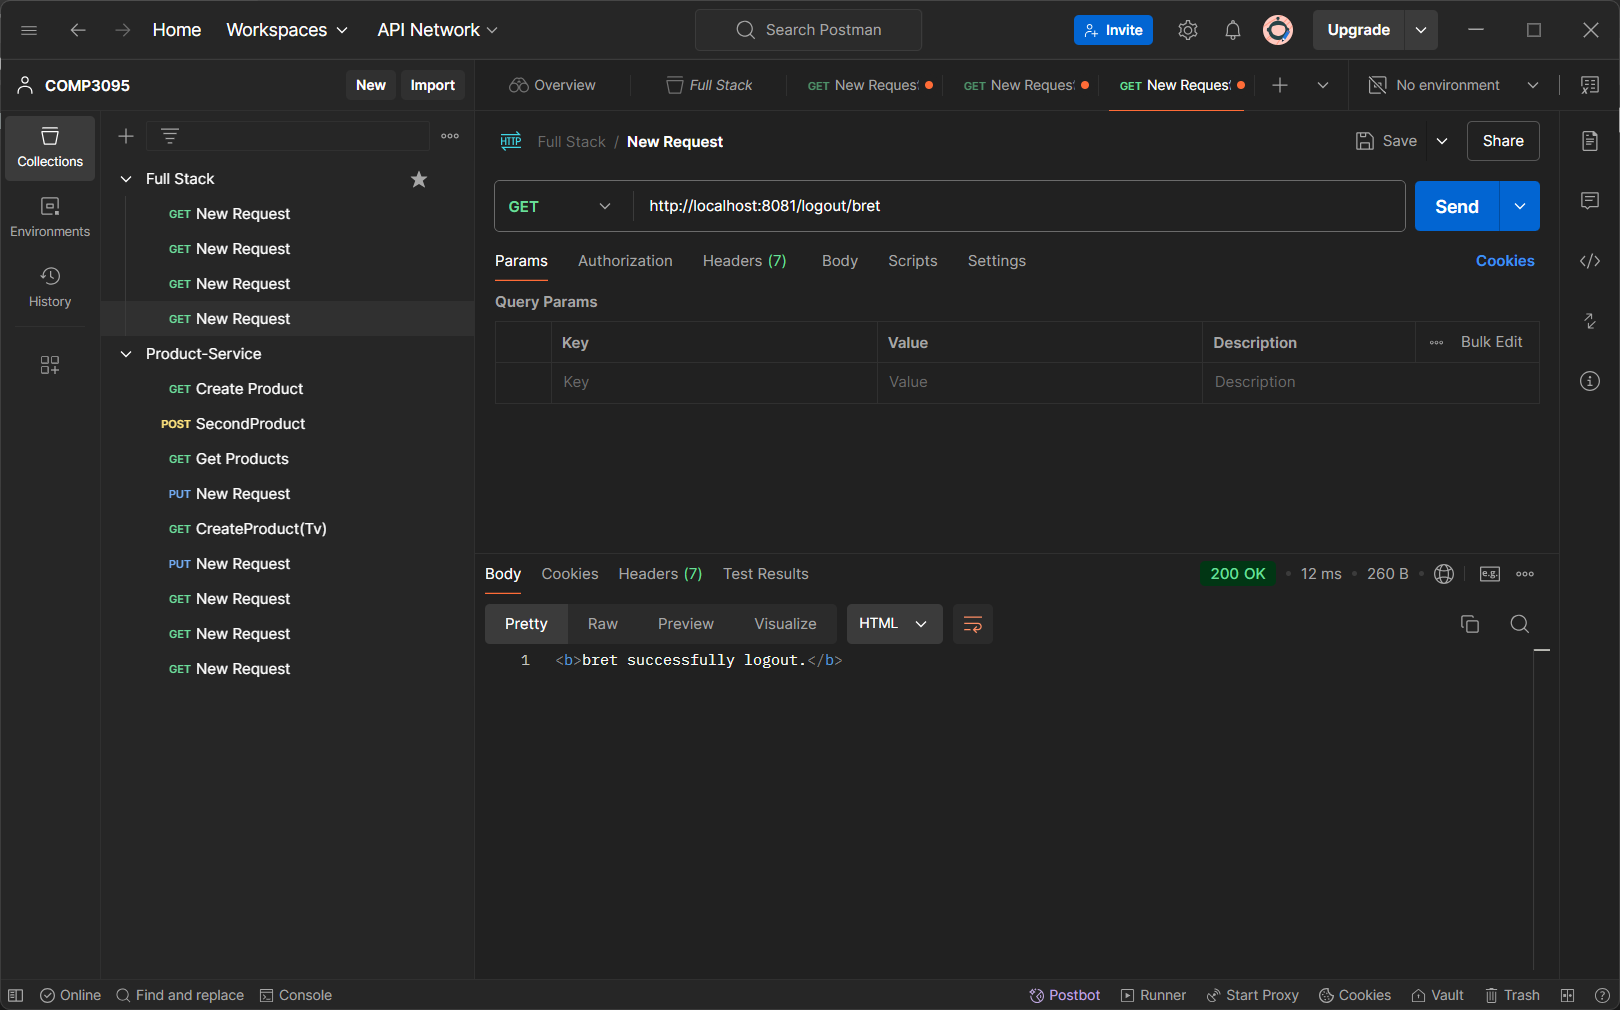 Home Workspaces API Network Search Postman Invite Upgrade
COMP3095 New Import
Overview Full Stack GET New Reques GET New Reques GET New Reques No environment
Collections
Environments
History
Full Stack
GET New Request
GET New Request
GET New Request
GET New Request
Product-Service
GET Create Product
POST SecondProduct
GET Get Products
PUT New Request
GET CreateProduct(Tv)
PUT New Request
GET New Request
GET New Request
GET New Request
HTTP Full Stack / New Request Save Share
GET http://localhost:8081/logout/bret Send
Params Authorization Headers (7) Body Scripts Settings Cookies
Query Params
Key Value Description Bulk Edit
Key Value Description
Body Cookies Headers (7) Test Results 200 OK • 12 ms • 260 B • e.g.
Pretty Raw Preview Visualize HTML
1 <b>bret successfully logout.</b>
Online Find and replace Console Postbot Runner Start Proxy Cookies Vault Trash